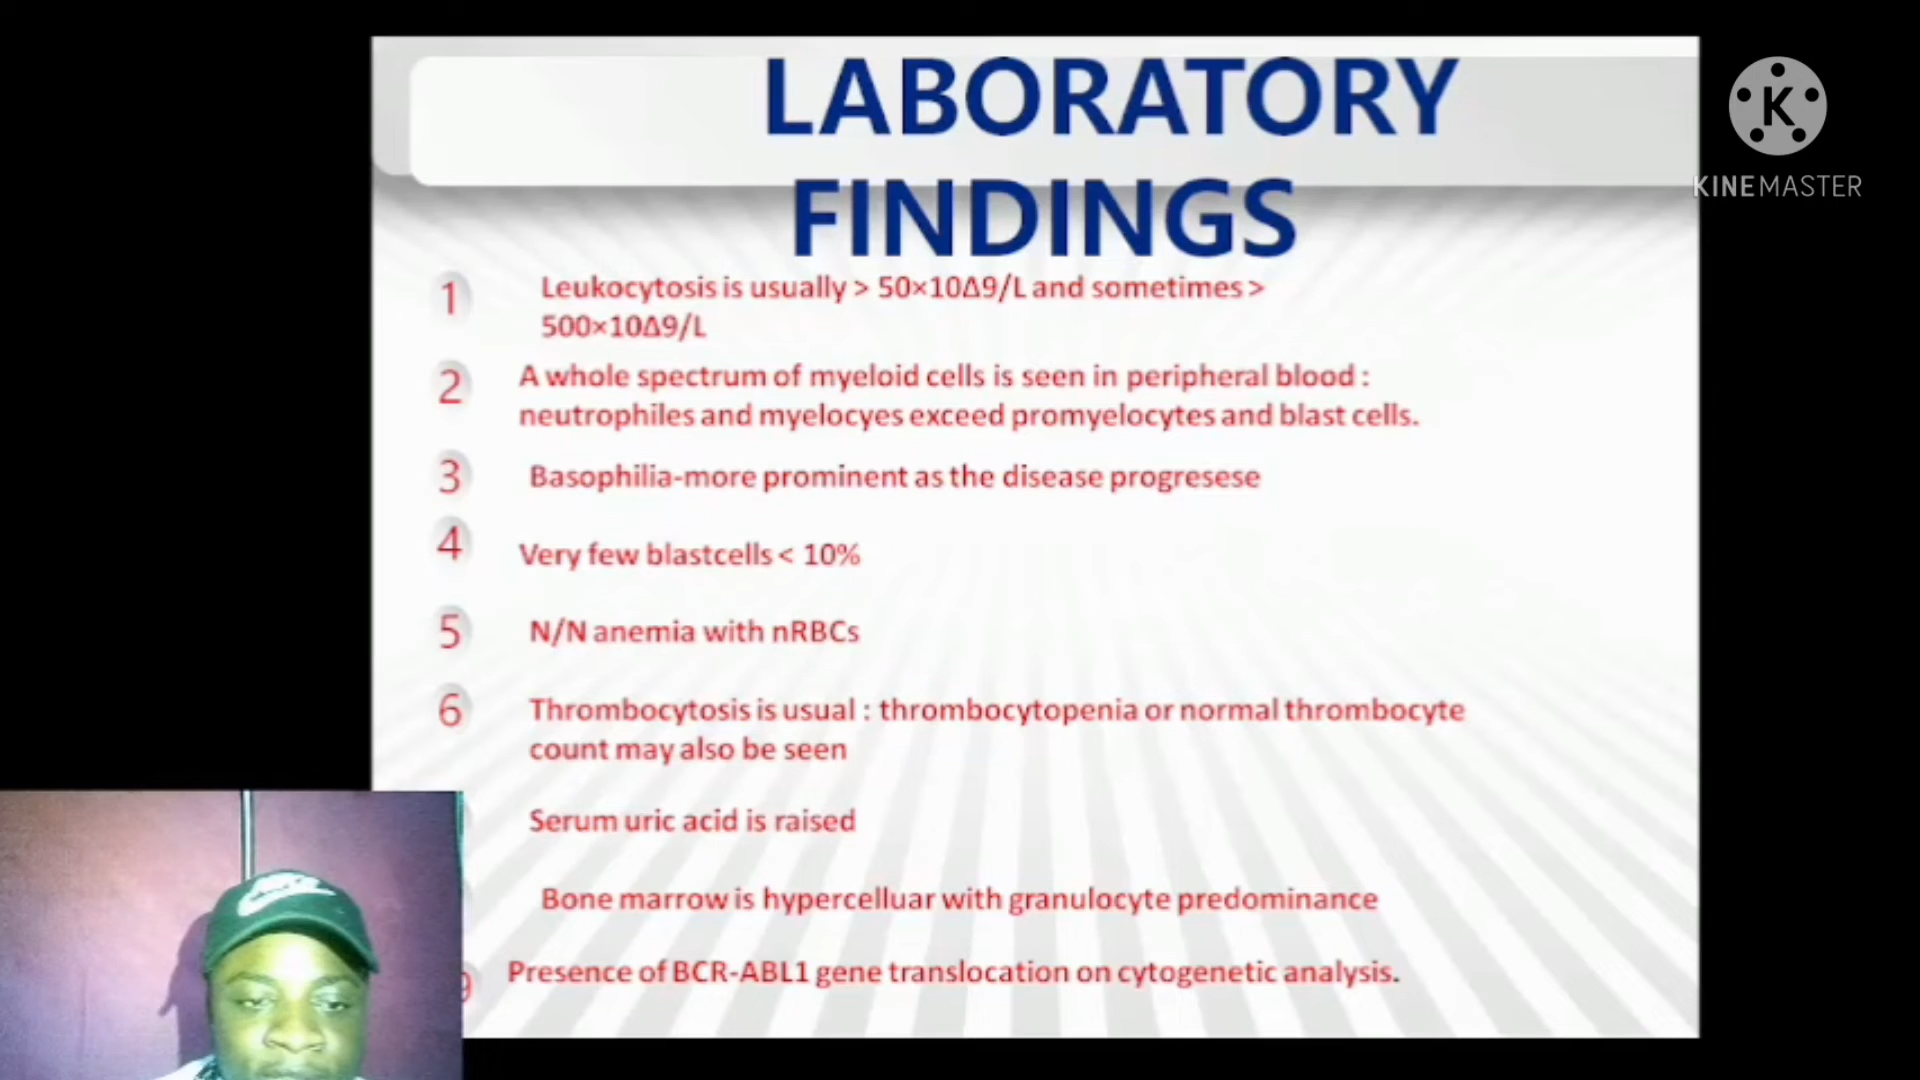 LABORATORY
FINDINGS
K
KINEMASTER
1 Leukocytosis is usually > 50×10Δ9/L and sometimes >
500×10Δ9/L
2 A whole spectrum of myeloid cells is seen in peripheral blood :
neutrophiles and myelocyes exceed promyelocytes and blast cells.
3 Basophilia-more prominent as the disease progresese
4 Very few blastcells < 10%
5 N/N anemia with nRBCs
6 Thrombocytosis is usual : thrombocytopenia or normal thrombocyte
count may also be seen
Serum uric acid is raised
Bone marrow is hypercelluar with granulocyte predominance
9 Presence of BCR-ABL1 gene translocation on cytogenetic analysis.